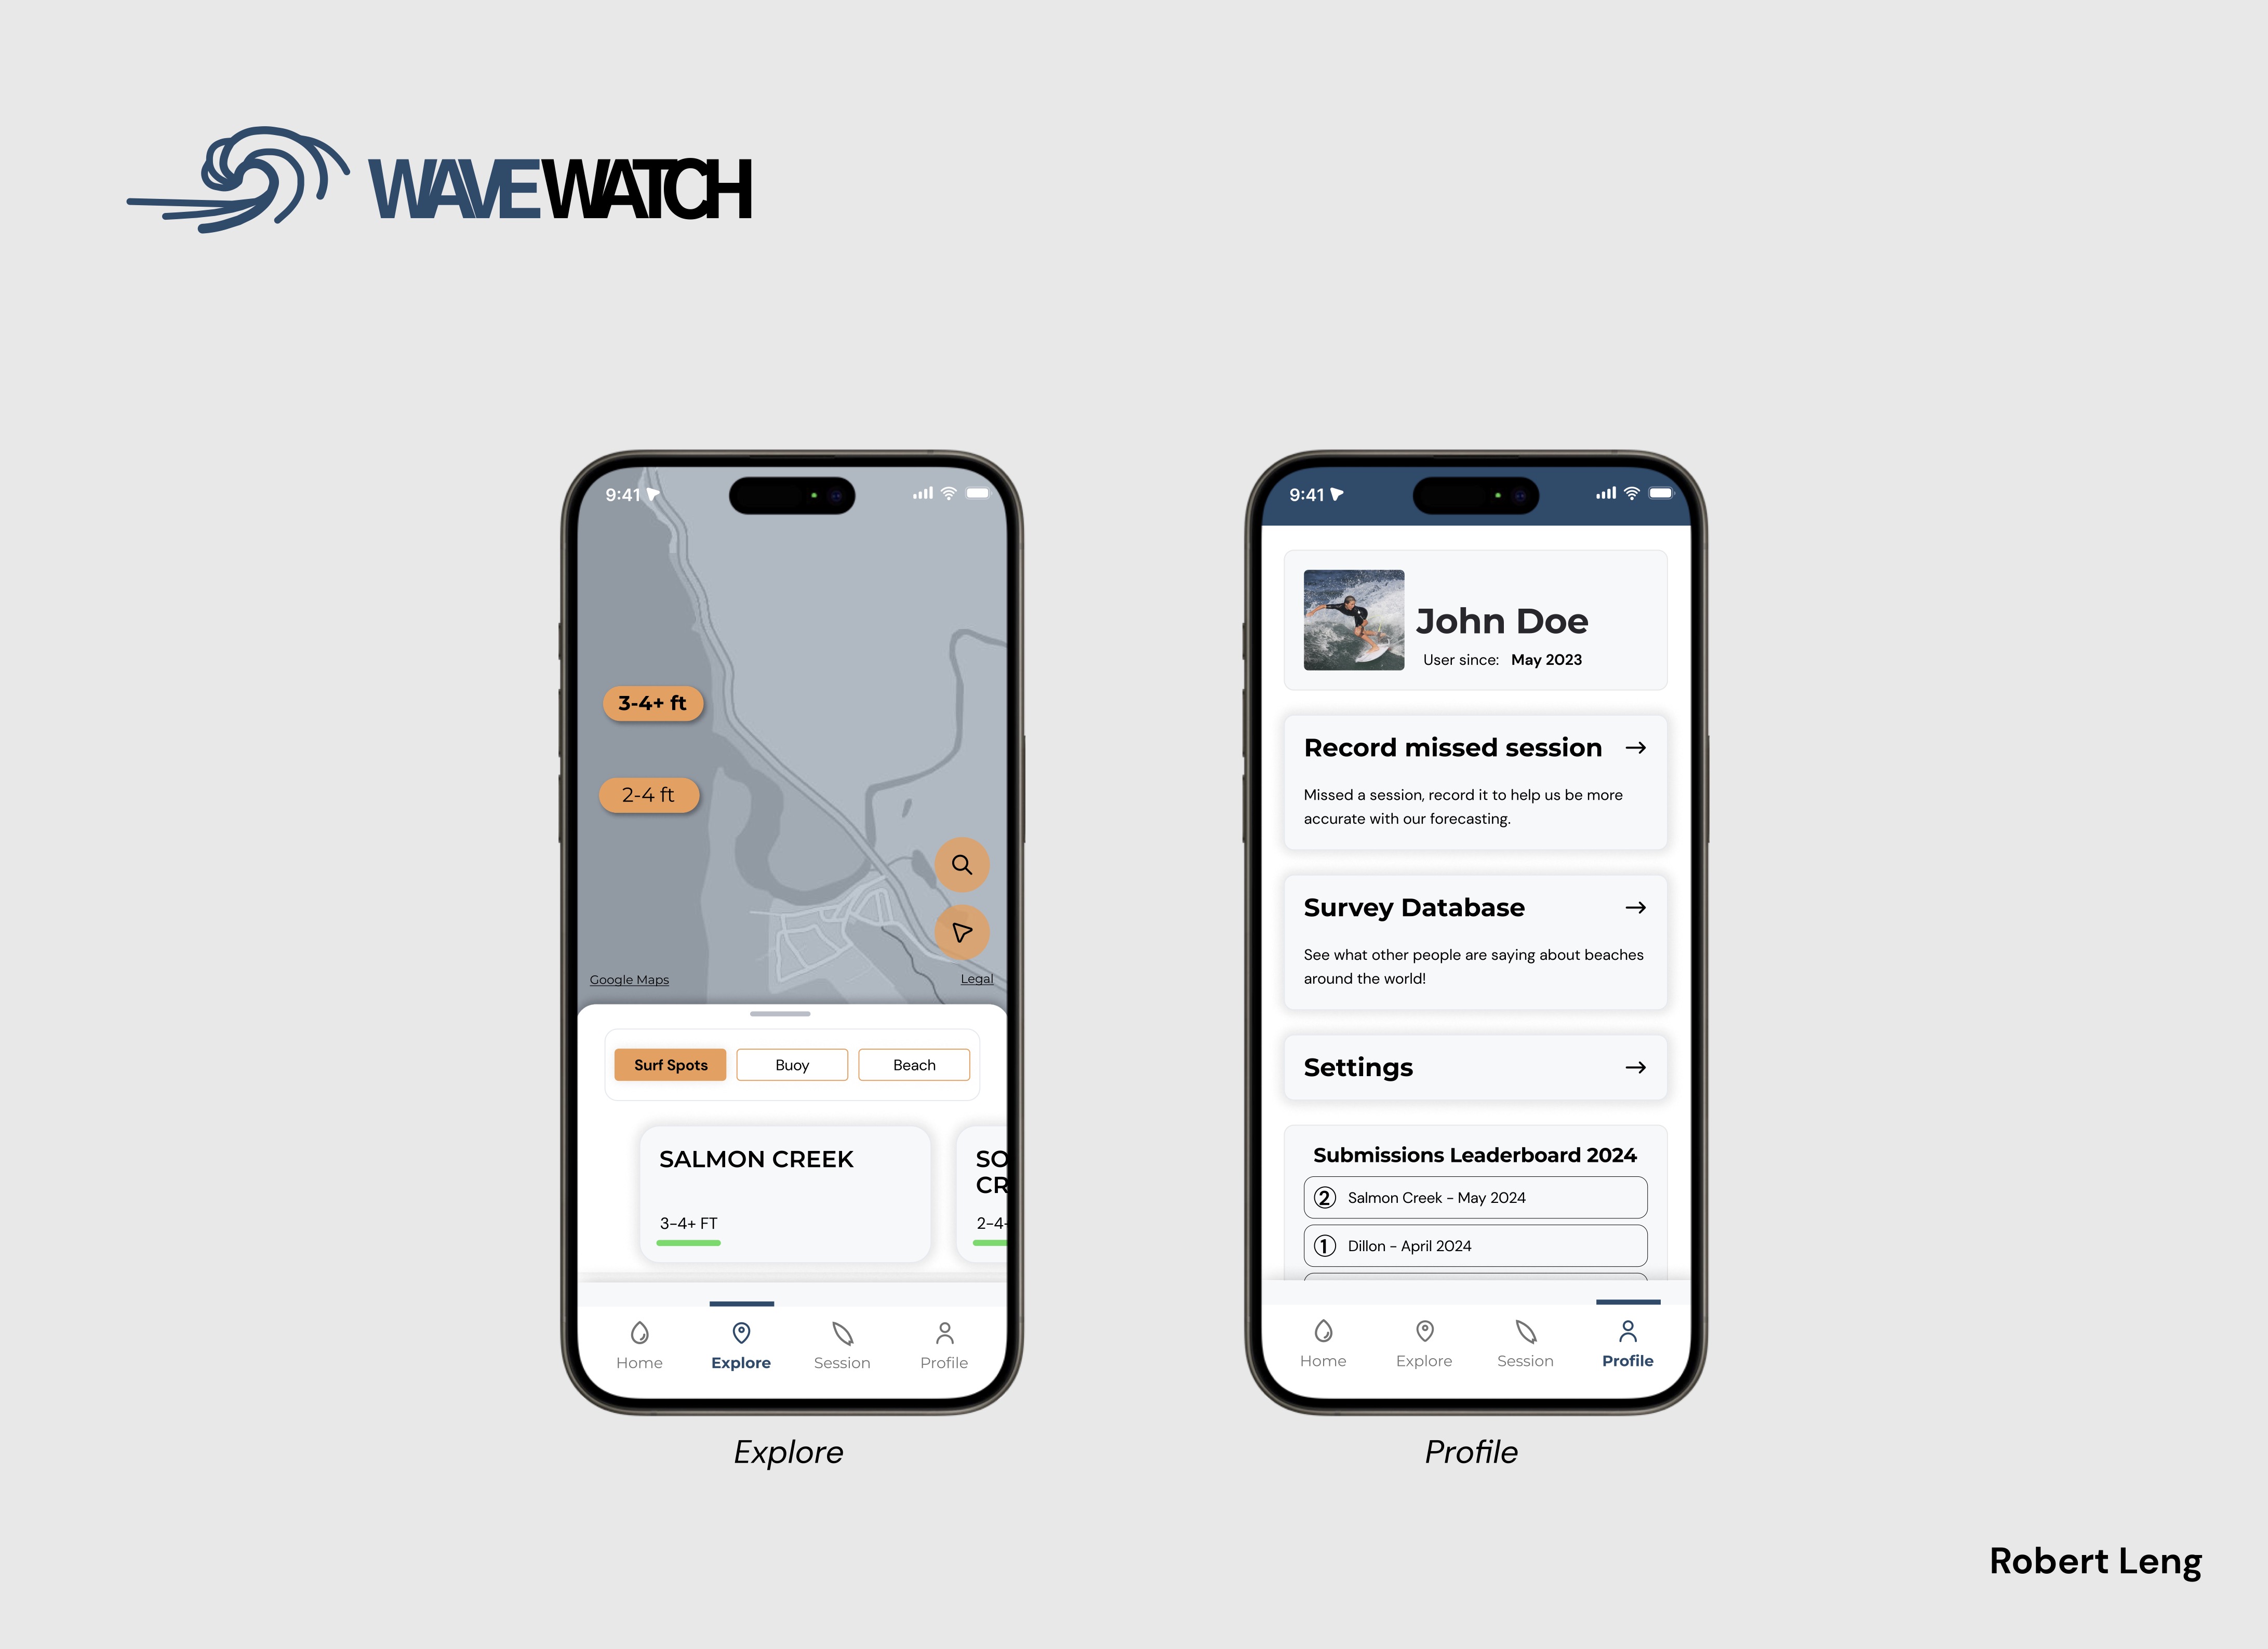 WAVEWATCH
9:41
3-4+ ft
2-4 ft
Google Maps
Legal
Surf Spots
Buoy
Beach
SALMON CREEK
3-4+ FT
SO
CR
2-4
Home
Explore
Session
Profile
Explore
9:41
John Doe
User since: May 2023
Record missed session
Missed a session, record it to help us be more
accurate with our forecasting.
Survey Database
See what other people are saying about beaches
around the world!
Settings
Submissions Leaderboard 2024
2 Salmon Creek - May 2024
1 Dillon - April 2024
Home
Explore
Session
Profile
Profile
Robert Leng